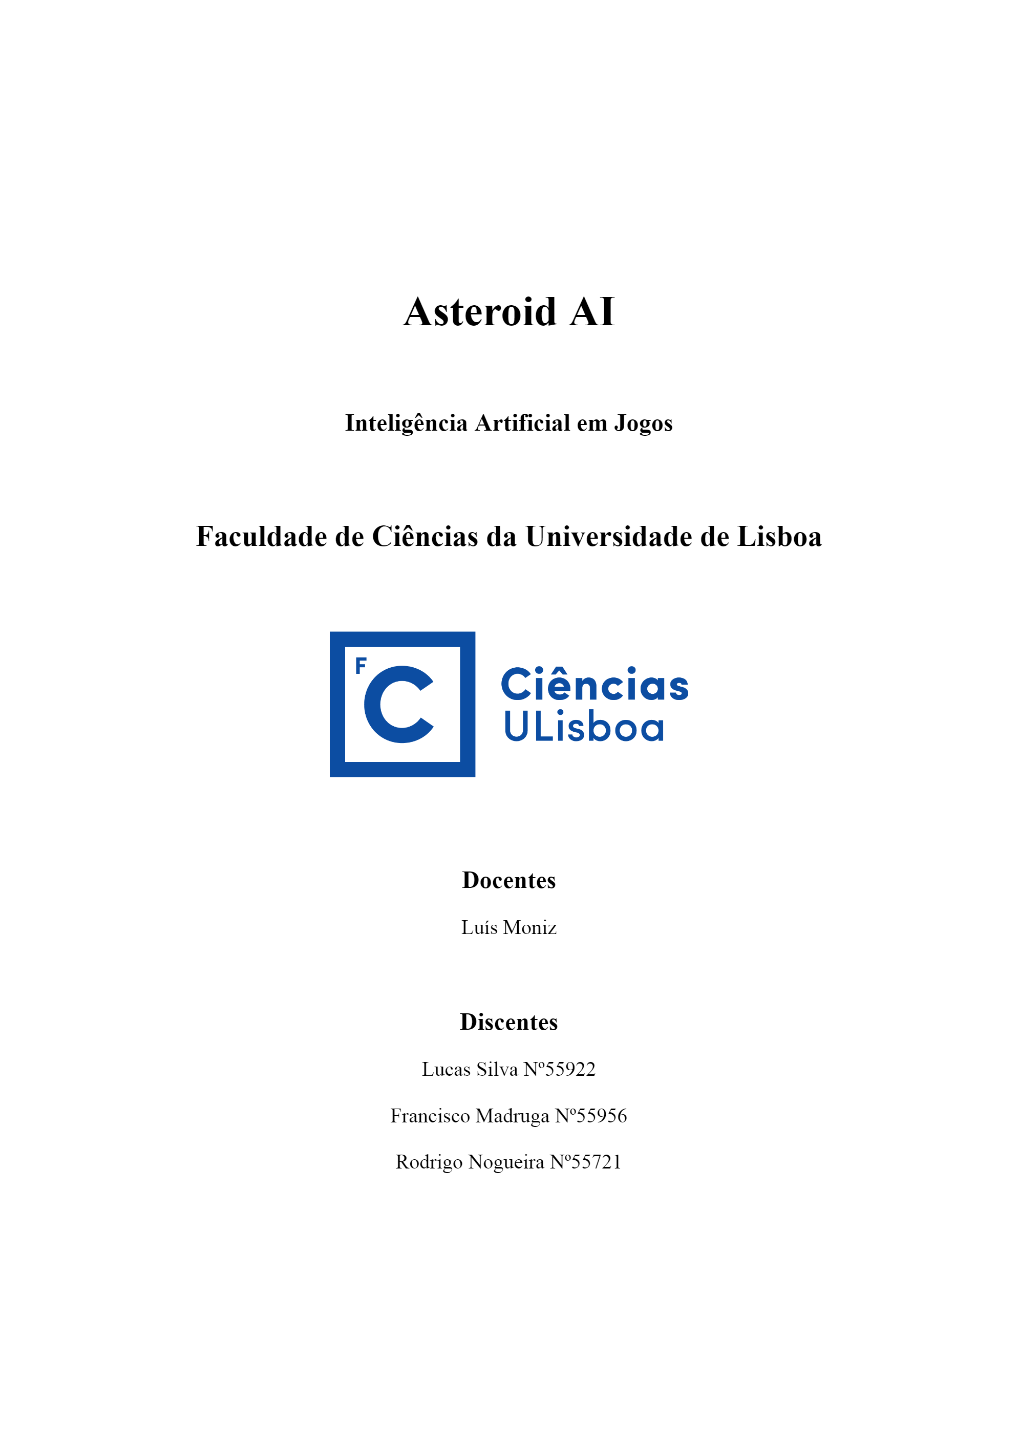 Asteroid AI
Inteligência Artificial em Jogos
Faculdade de Ciências da Universidade de Lisboa
F
C
Ciências
ULisboa
Docentes
Luís Moniz
Discentes
Lucas Silva Nº55922
Francisco Madruga Nº55956
Rodrigo Nogueira Nº55721